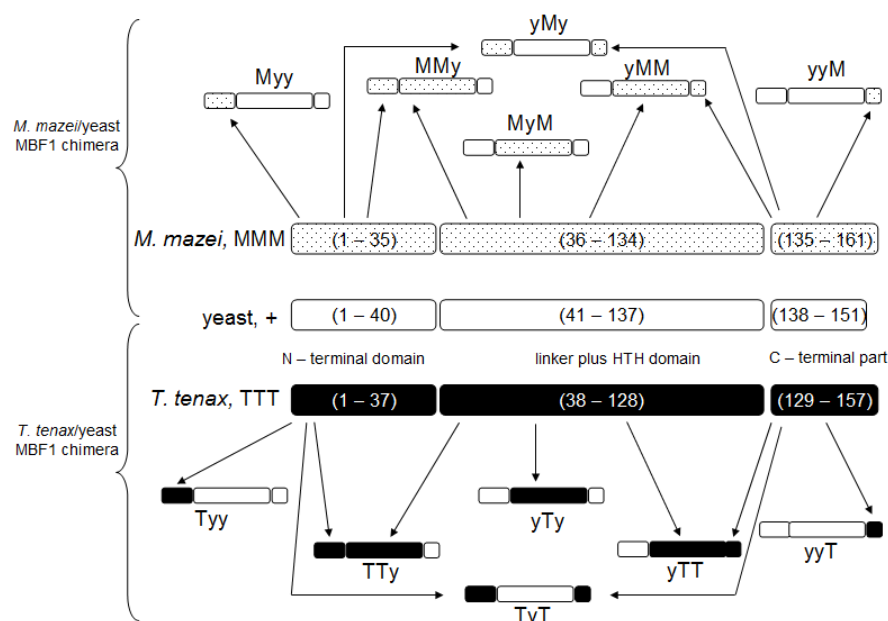 yMy
Myy
MMy
yMM
yyM
M. mazei/yeast
MBF1 chimera
MyM
M. mazei, MMM
(1 – 35)
(36 – 134)
(135 – 161)
yeast, +
(1 – 40)
(41 – 137)
(138 – 151)
N – terminal domain
linker plus HTH domain
C – terminal part
T. tenax, TTT
(1 – 37)
(38 – 128)
(129 – 157)
T. tenax/yeast
MBF1 chimera
Tyy
yTy
TTy
yTT
yyT
TyT